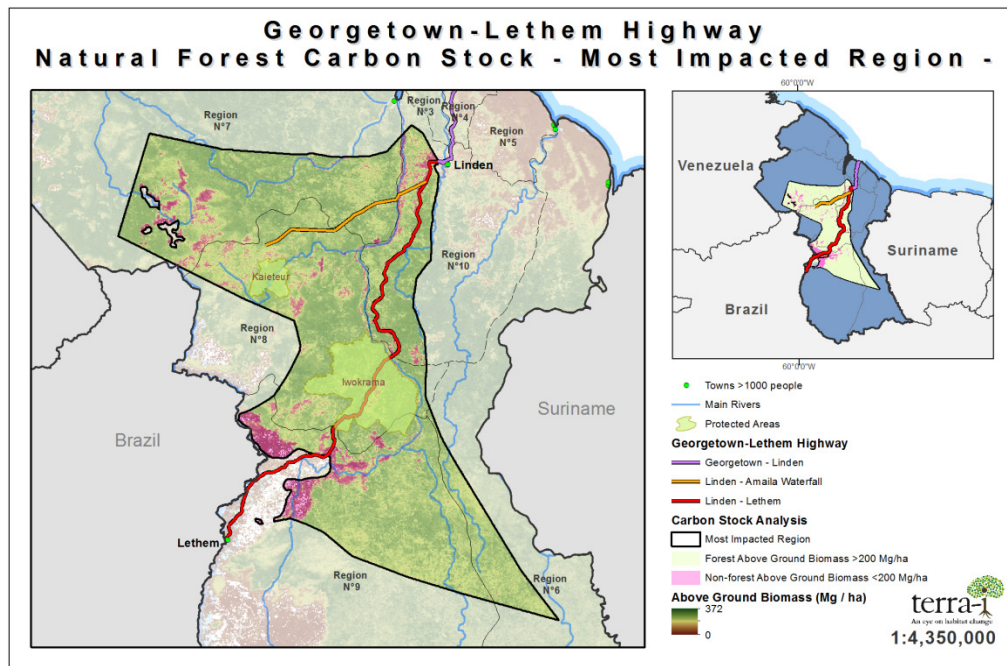 Georgetown-Lethem Highway
Natural Forest Carbon Stock - Most Impacted Region -
Region
N°7
Region
N°3
Region
N°4
Region
N°5
Linden
Region
N°10
Kaieteur
Region
N°8
Iwokrama
Brazil
Suriname
Lethem
Region
N°9
Region
N°6
60°0'0"W
Venezuela
Suriname
Brazil
60°0'0"W
Towns >1000 people
Main Rivers
Protected Areas
Georgetown-Lethem Highway
Georgetown - Linden
Linden - Amaila Waterfall
Linden - Lethem
Carbon Stock Analysis
Most Impacted Region
Forest Above Ground Biomass >200 Mg/ha
Non-forest Above Ground Biomass <200 Mg/ha
Above Ground Biomass (Mg / ha)
372
0
terra-i
An eye on habitat change
1:4,350,000